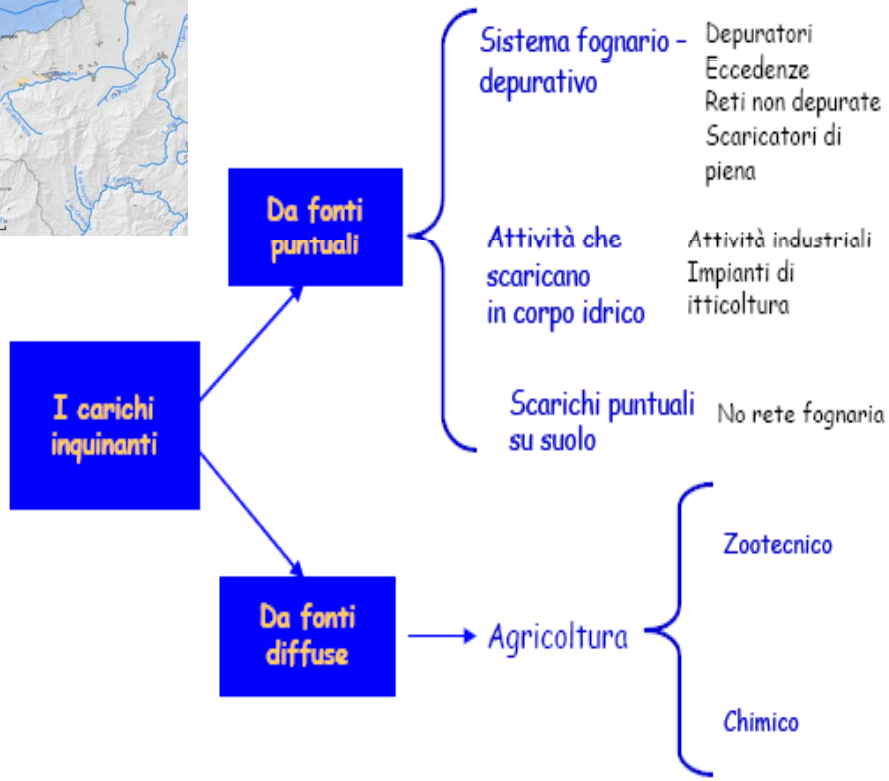 Sistema fognario -
depurativo
Depuratori
Eccedenze
Reti non depurate
Scaricatori di
piena
Da fonti
puntuali
Attività che
scaricano
in corpo idrico
Attività industriali
Impianti di
itticoltura
I carichi
inquinanti
Scarichi puntuali
su suolo
No rete fognaria
Da fonti
diffuse
Agricoltura
Zootecnico
Chimico